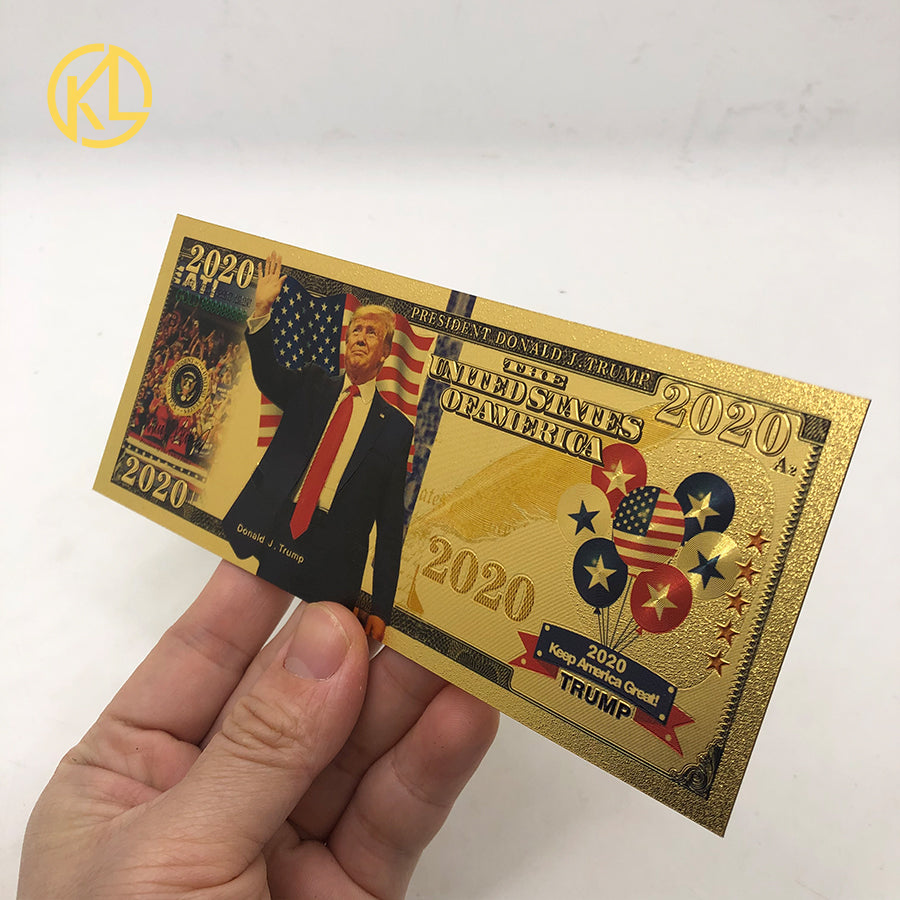 KL
2020
EATI
PRESIDENT DONALD J. TRUMP
THE
UNITED STATES
OF AMERICA
2020
A2
2020
2020
Donald J. Trump
2020
Keep America Great!
TRUMP